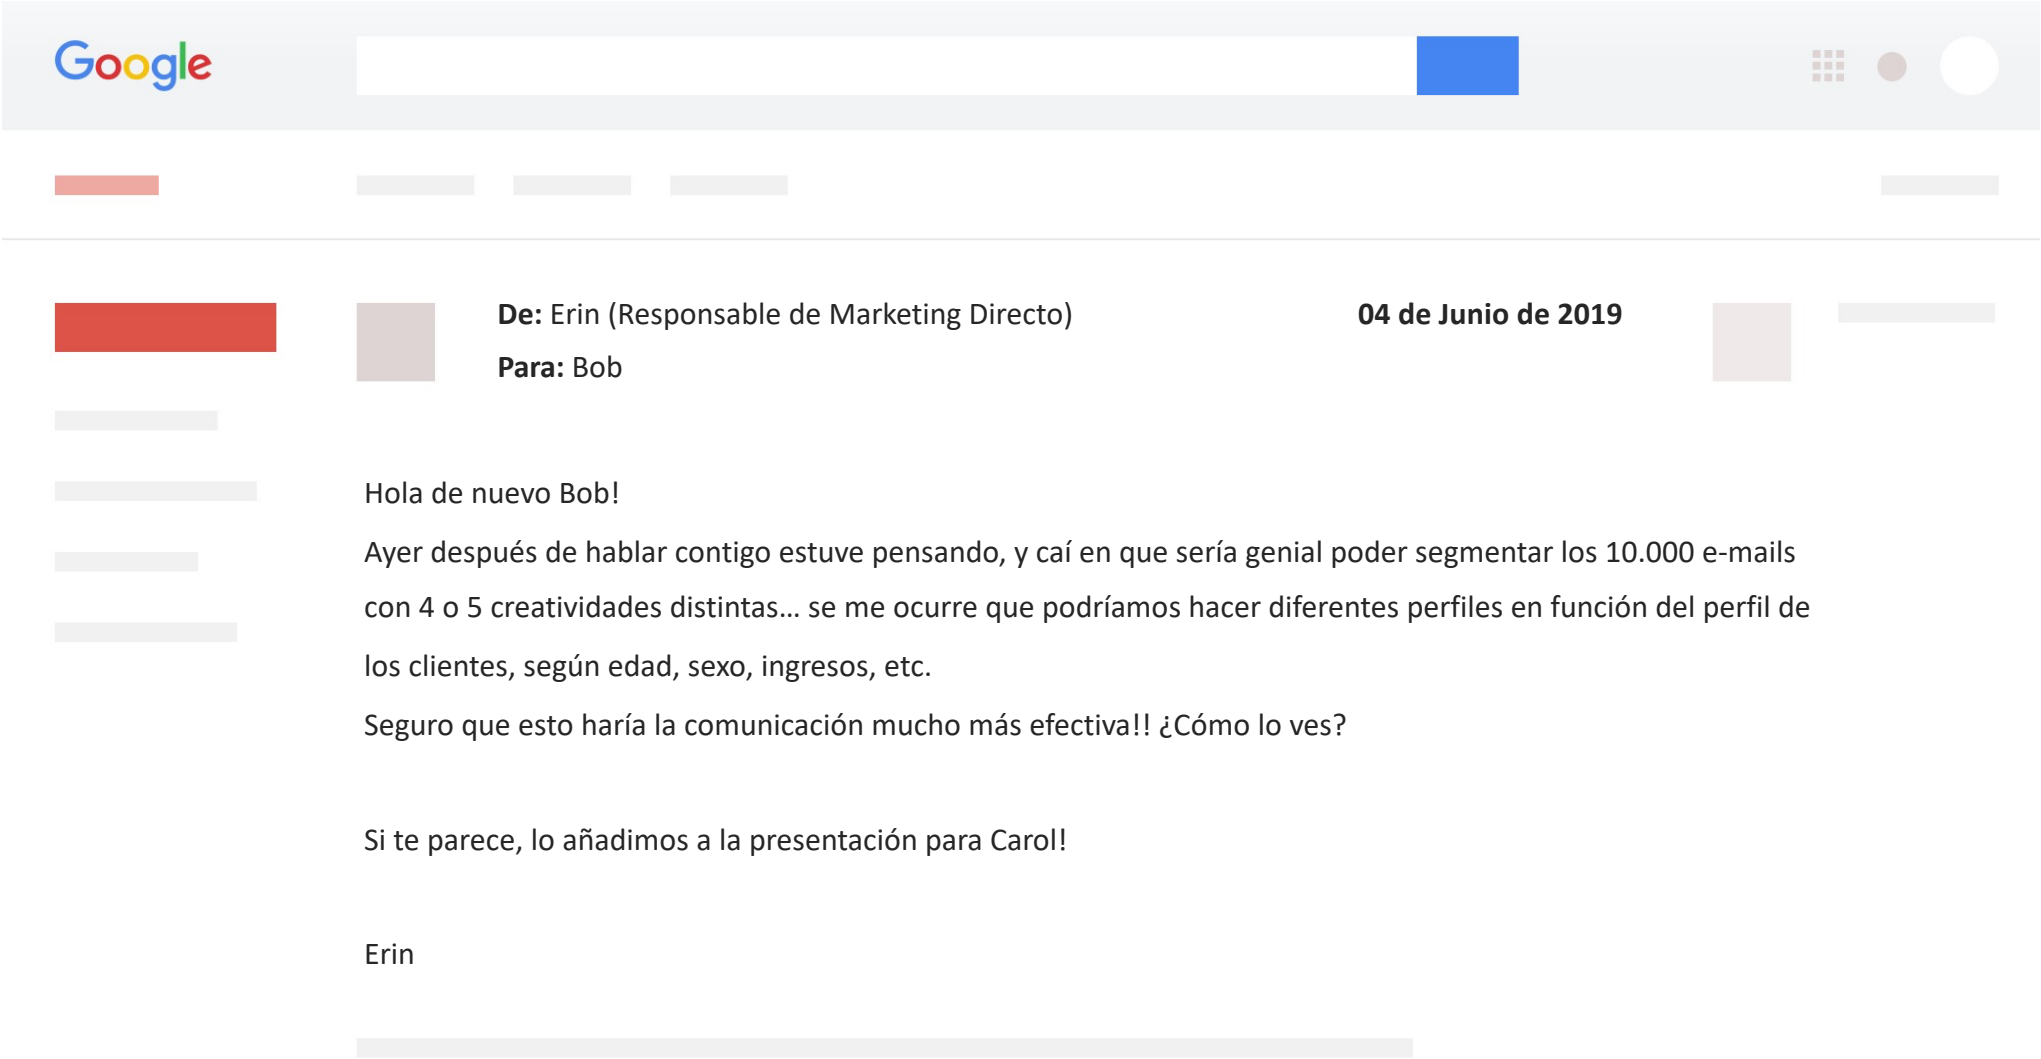 Google
De: Erin (Responsable de Marketing Directo) 04 de Junio de 2019
Para: Bob
Hola de nuevo Bob!
Ayer después de hablar contigo estuve pensando, y caí en que sería genial poder segmentar los 10.000 e-mails
con 4 o 5 creatividades distintas... se me ocurre que podríamos hacer diferentes perfiles en función del perfil de
los clientes, según edad, sexo, ingresos, etc.
Seguro que esto haría la comunicación mucho más efectiva!! ¿Cómo lo ves?
Si te parece, lo añadimos a la presentación para Carol!
Erin